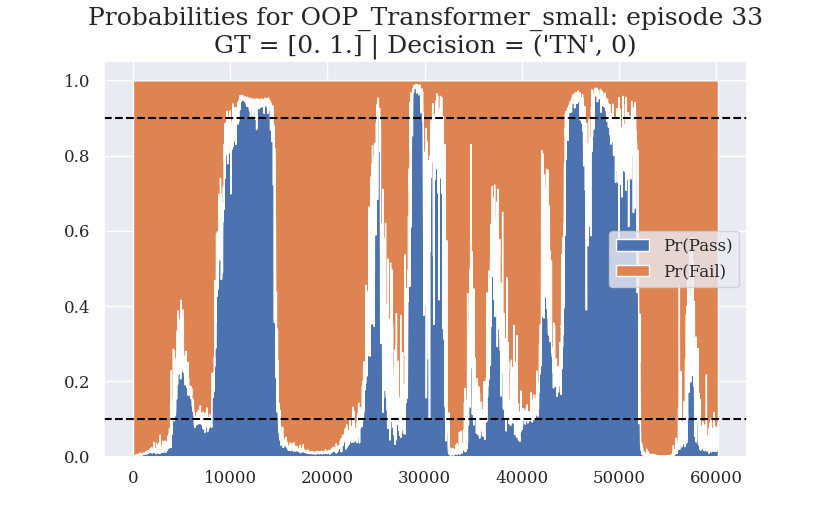 Probabilities for OOP_Transformer_small: episode 33
GT = [0. 1.] | Decision = ('TN', 0)
1.0
0.8
0.6
0.4
0.2
0.0
Pr(Pass)
Pr(Fail)
0 10000 20000 30000 40000 50000 60000